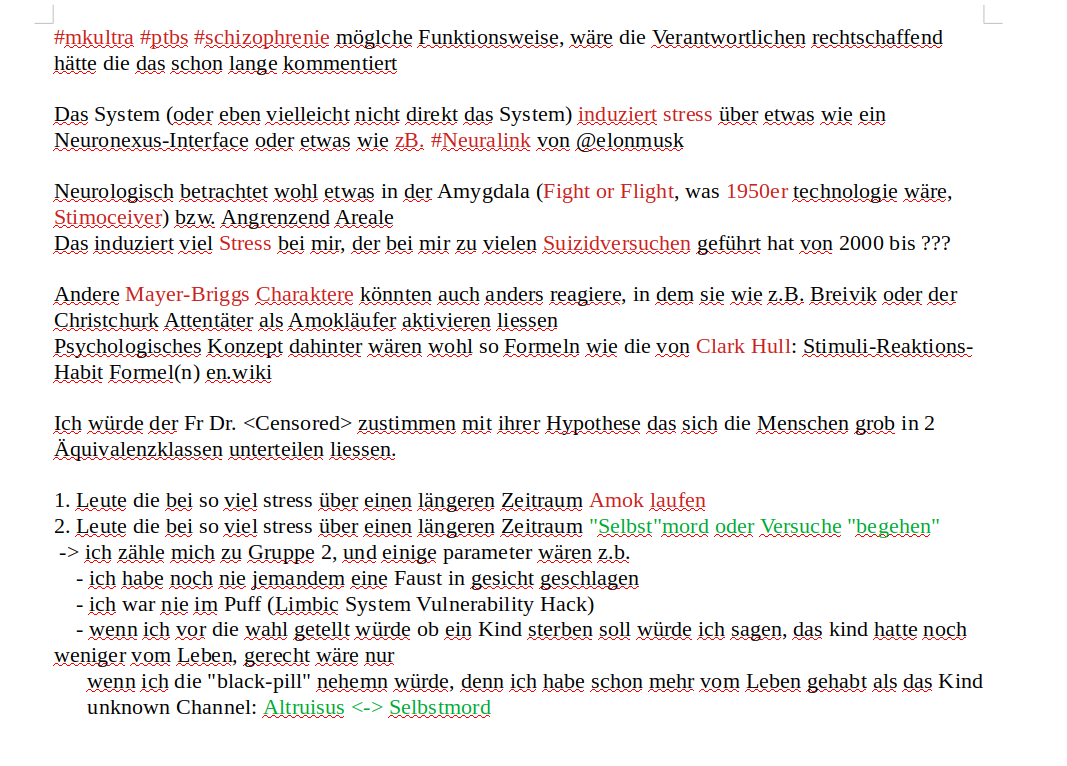 #mkultra #ptbs #schizophrenie möglche Funktionsweise, wäre die Verantwortlichen rechtschaffend
hätte die das schon lange kommentiert
Das System (oder eben vielleicht nicht direkt das System) induziert stress über etwas wie ein
Neuronexus-Interface oder etwas wie zB. #Neuralink von @elonmusk
Neurologisch betrachtet wohl etwas in der Amygdala (Fight or Flight, was 1950er technologie wäre,
Stimoceiver) bzw. Angrenzend Areale
Das induziert viel Stress bei mir, der bei mir zu vielen Suizidversuchen geführt hat von 2000 bis ???
Andere Mayer-Briggs Charaktere könnten auch anders reagiere, in dem sie wie z.B. Breivik oder der
Christchurk Attentäter als Amokläufer aktivieren liessen
Psychologisches Konzept dahinter wären wohl so Formeln wie die von Clark Hull: Stimuli-Reaktions-
Habit Formel(n) en.wiki
Ich würde der Fr Dr. <Censored> zustimmen mit ihrer Hypothese das sich die Menschen grob in 2
Äquivalenzklassen unterteilen liessen.
1. Leute die bei so viel stress über einen längeren Zeitraum Amok laufen
2. Leute die bei so viel stress über einen längeren Zeitraum "Selbst"mord oder Versuche "begehen"
-> ich zähle mich zu Gruppe 2, und einige parameter wären z.b.
- ich habe noch nie jemandem eine Faust in gesicht geschlagen
- ich war nie im Puff (Limbic System Vulnerability Hack)
- wenn ich vor die wahl getellt würde ob ein Kind sterben soll würde ich sagen, das kind hatte noch
weniger vom Leben, gerecht wäre nur
wenn ich die "black-pill" nehemn würde, denn ich habe schon mehr vom Leben gehabt als das Kind
unknown Channel: Altruisus <-> Selbstmord